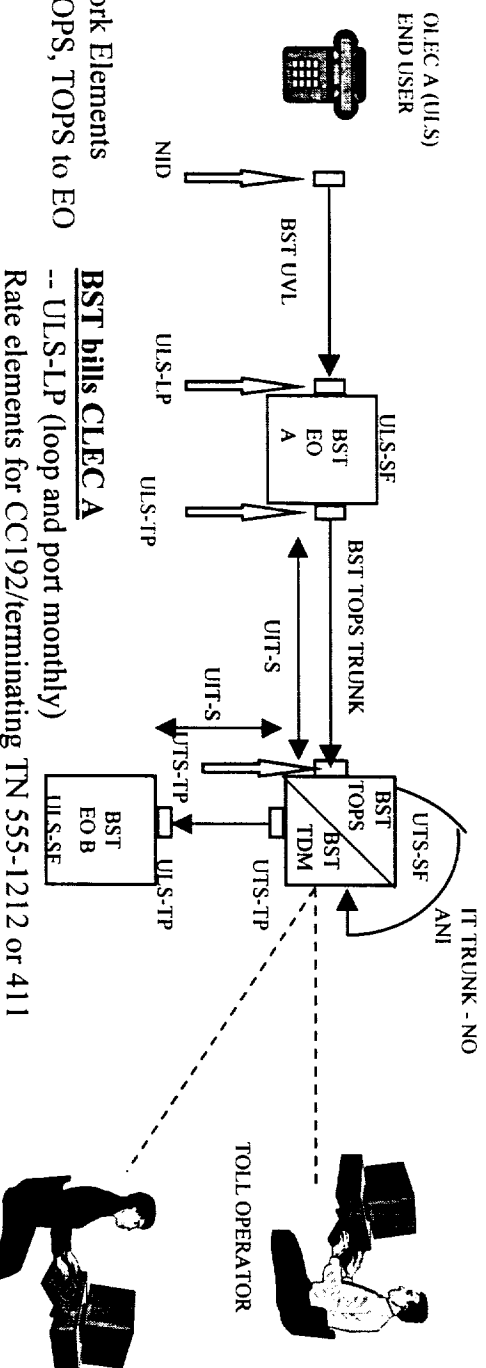 OLEC A (ULS)
END USER
NID
BST UVL
ULS-LP
ULS-SF
BST
EO
A
ULS-TP
BST TOPS TRUNK
UIT-S
UIT-S
UTS-TP
BST
TOPS
BST
TDM
UTS-SF
IT TRUNK - NO
ANI
UTS-TP
ULS-TP
BST
EO B
ULS-SF
TOLL OPERATOR
ork Elements
OPS, TOPS to EO
BST bills CLEC A
-- ULS-LP (loop and port monthly)
Rate elements for CC192/terminating TN 555-1212 or 411